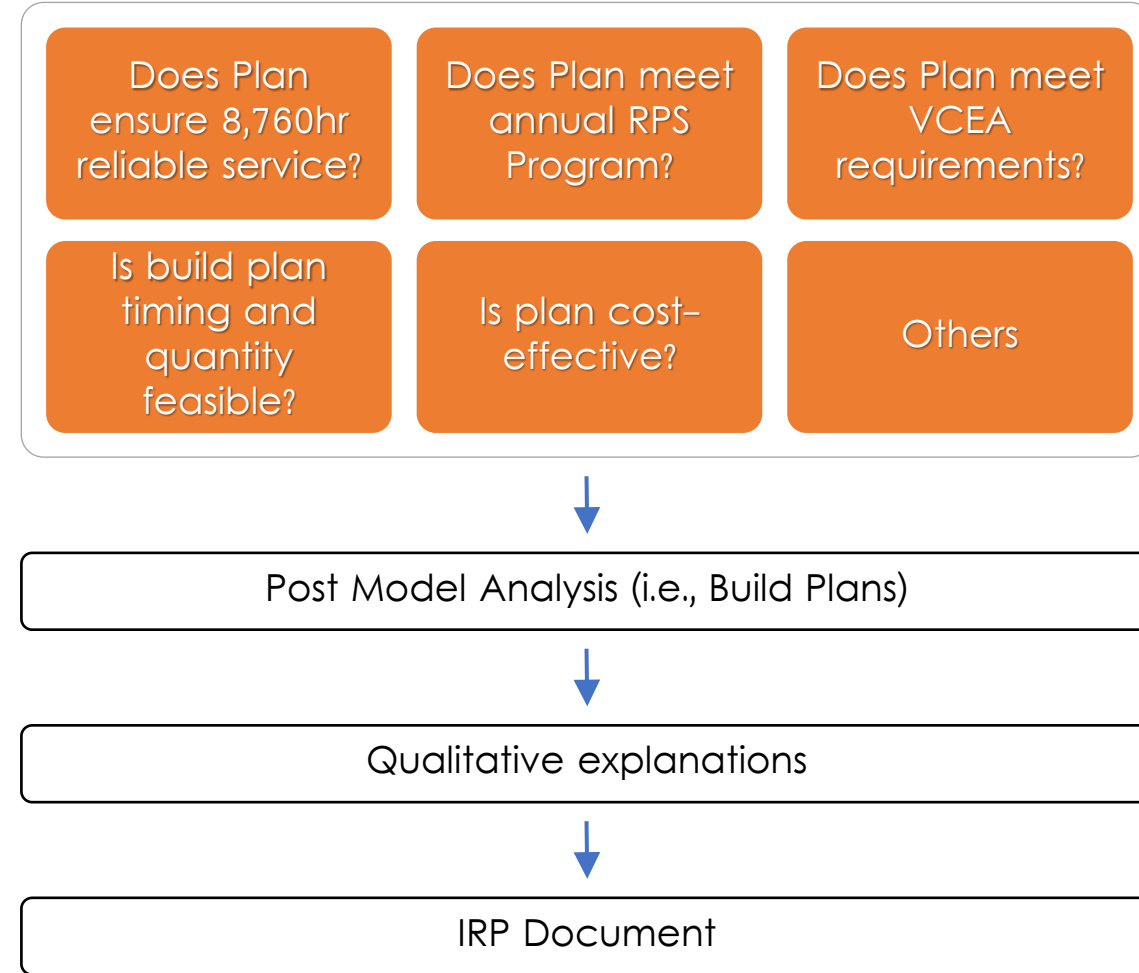 Does Plan
ensure 8,760hr
reliable service?
Does Plan meet
annual RPS
Program?
Does Plan meet
VCEA
requirements?
Is build plan
timing and
quantity
feasible?
Is plan cost-
effective?
Others
Post Model Analysis (i.e., Build Plans)
Qualitative explanations
IRP Document